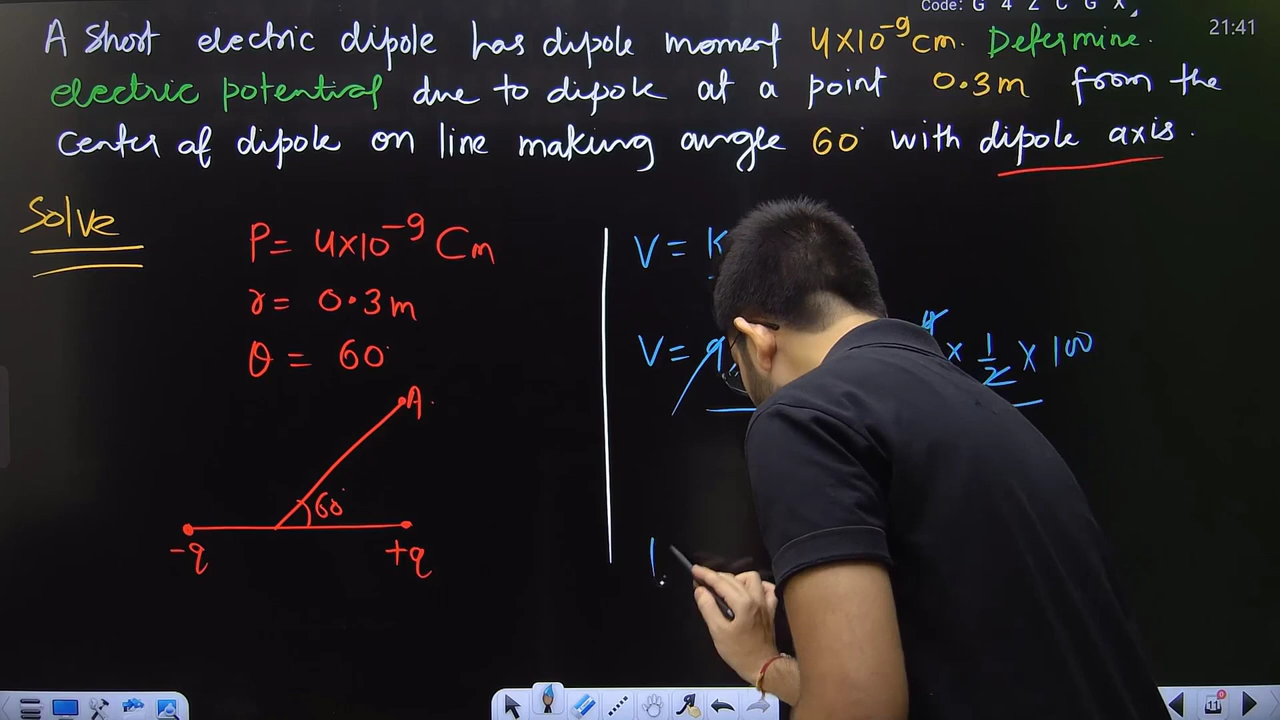 Code: G 4 Z C G X
21:41
A Short electric dipole has dipole moment 4×10⁻⁹ Cm. Determine.
electric potential due to dipole at a point 0.3m from the
Center of dipole on line making angle 60° with dipole axis.
Solve
P = 4×10⁻⁹ Cm
r = 0.3m
θ = 60°
A.
60°
-q +q
V = K
V = 9 × 1/2 × 100
11